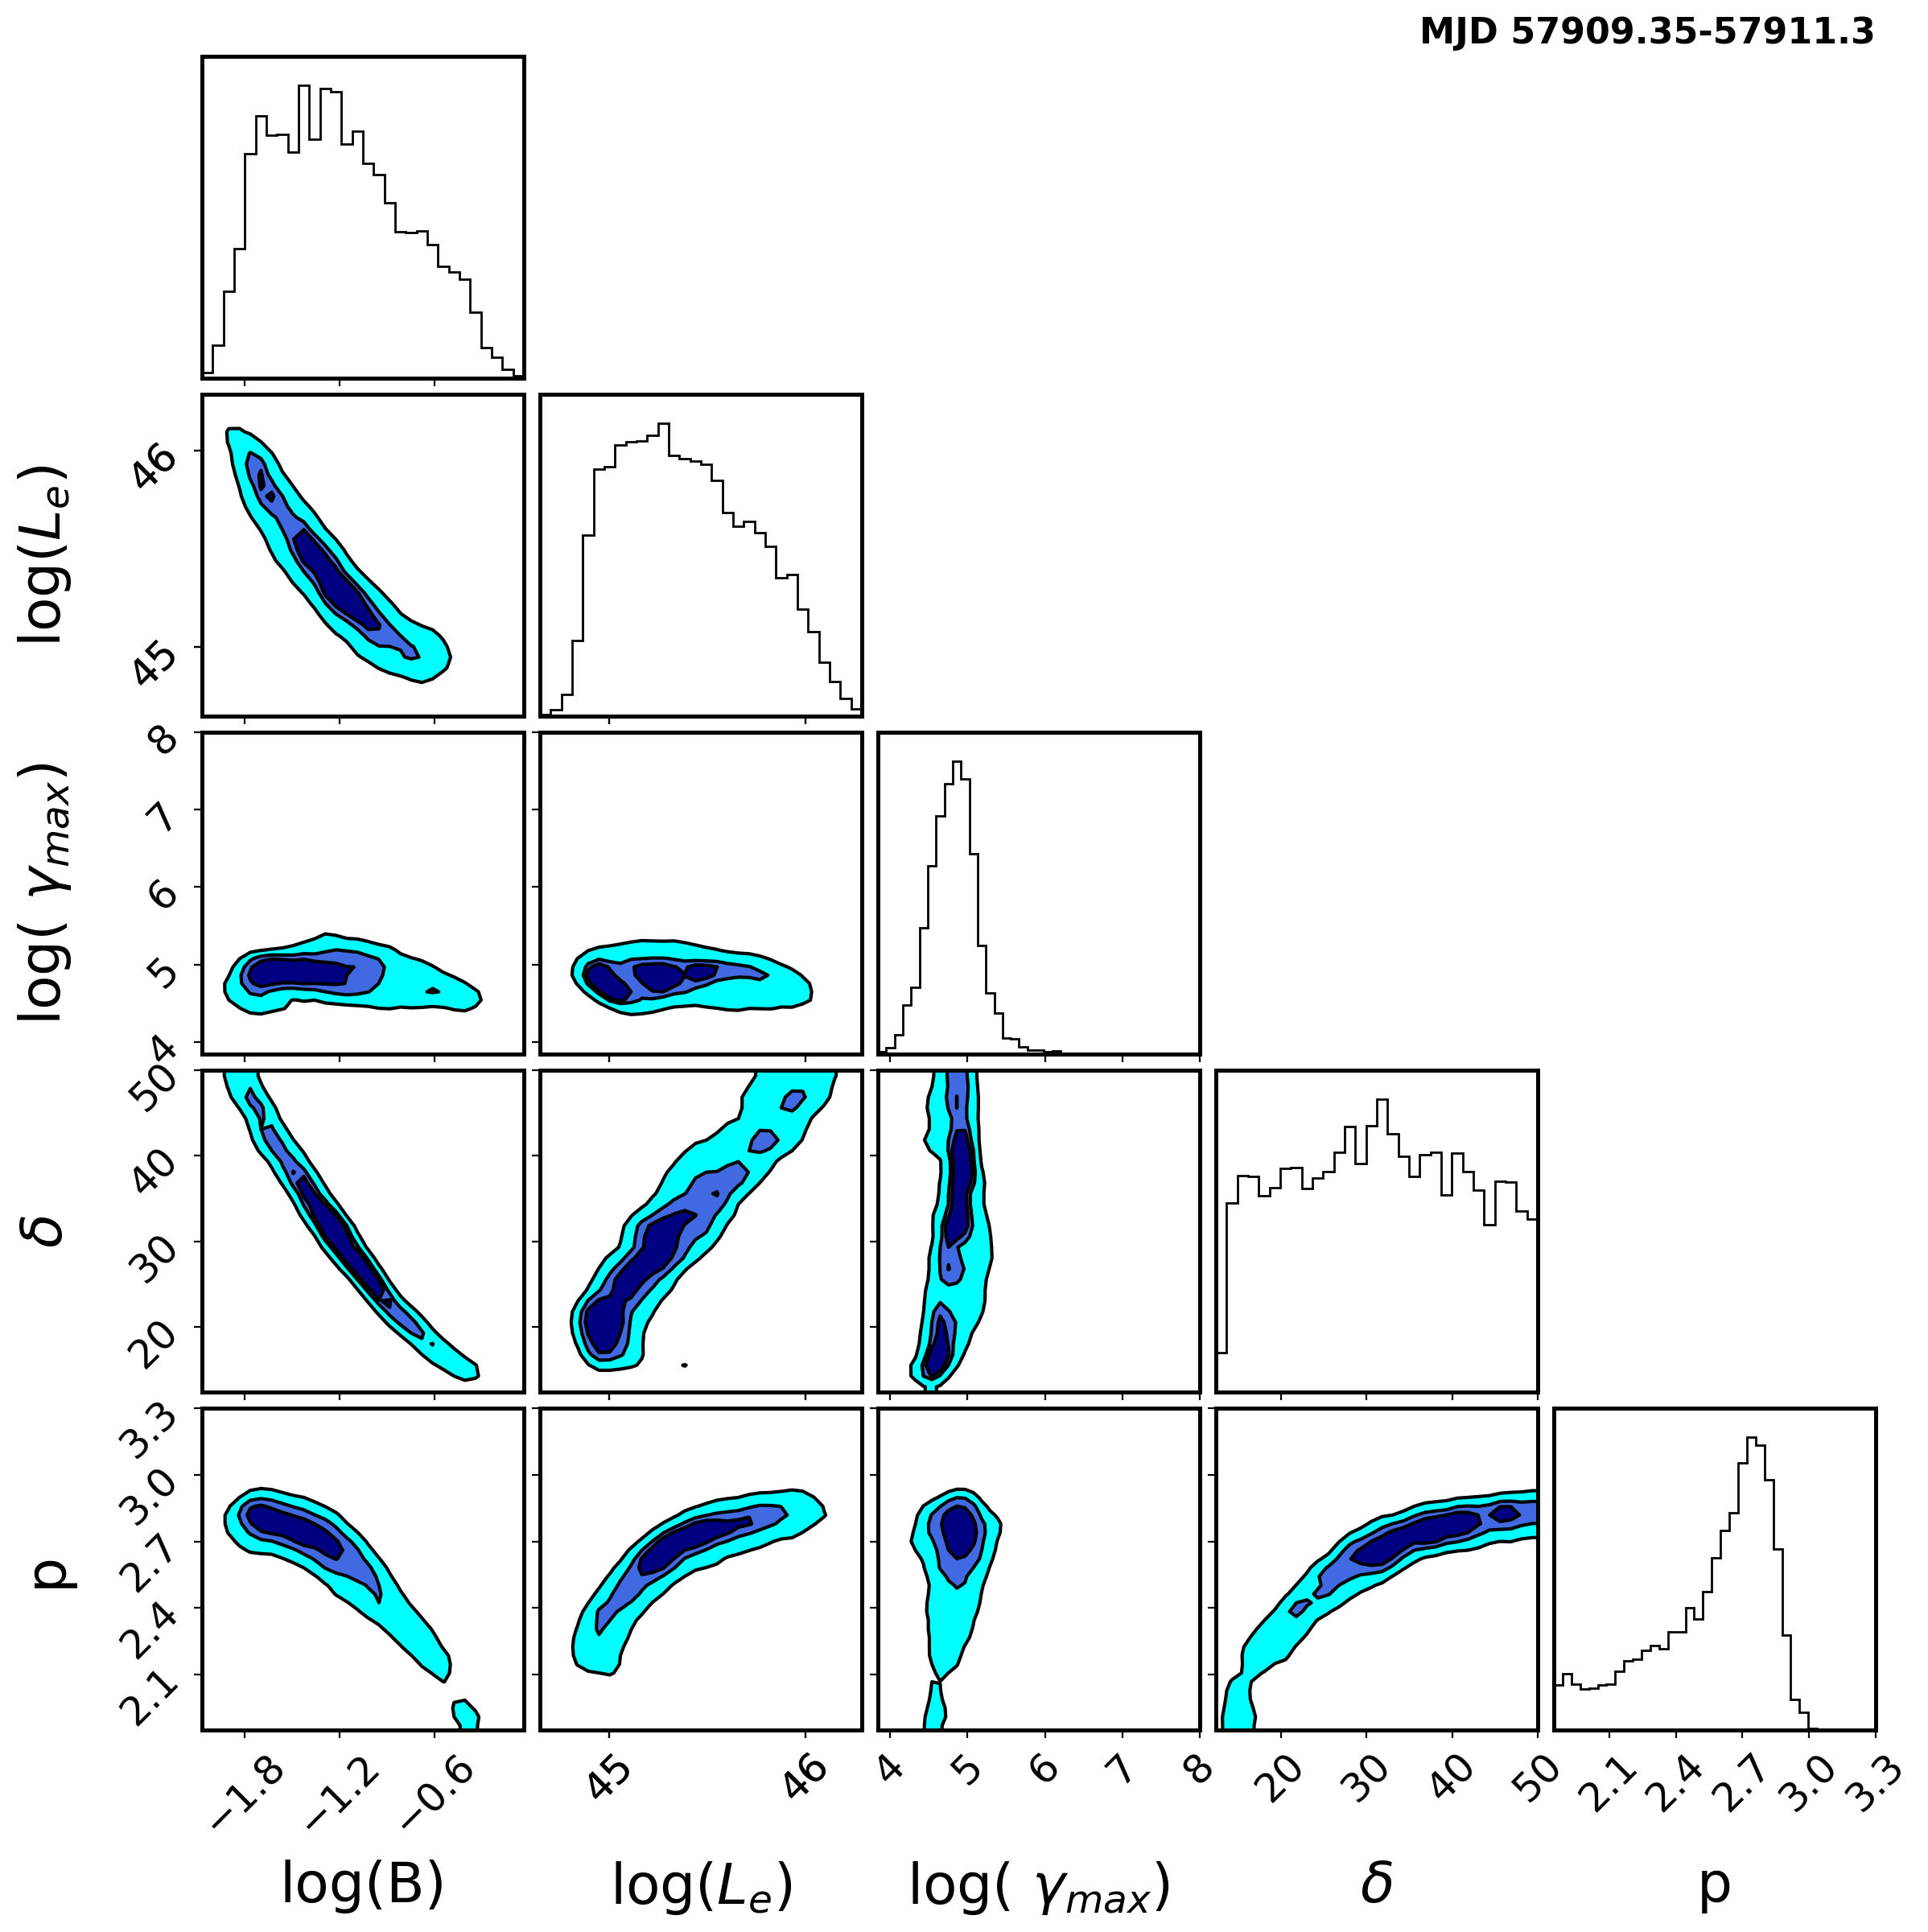 MJD 57909.35-57911.3
log(L_e)
46
45
log( γ_max)
8
7
6
5
4
δ
50
40
30
20
p
3.3
3.0
2.7
2.4
2.1
−1.8 −1.2 −0.6 45 46 4 5 6 7 8 20 30 40 50 2.1 2.4 2.7 3.0 3.3
log(B) log(L_e) log( γ_max) δ p